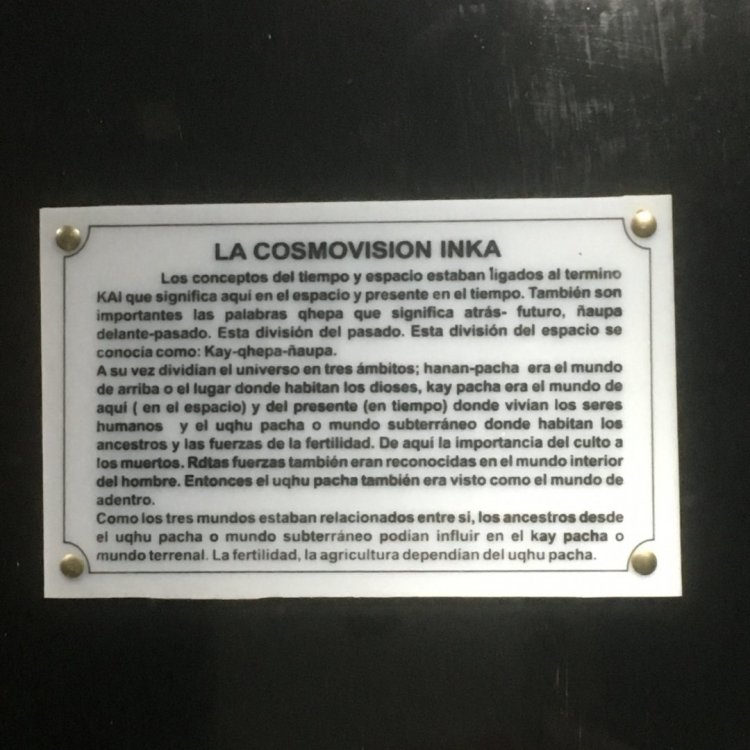 LA COSMOVISION INKA
Los conceptos del tiempo y espacio estaban ligados al termino
KAI que significa aquí en el espacio y presente en el tiempo. También son
importantes las palabras qhepa que significa atrás- futuro, ñaupa
delante-pasado. Esta división del pasado. Esta división del espacio se
conocia como: Kay-qhepa-ñaupa.
A su vez dividían el universo en tres ámbitos; hanan-pacha era el mundo
de arriba o el lugar donde habitan los dioses, kay pacha era el mundo de
aquí ( en el espacio) y del presente (en tiempo) donde vivían los seres
humanos y el uqhu pacha o mundo subterráneo donde habitan los
ancestros y las fuerzas de la fertilidad. De aquí la importancia del culto a
los muertos. Rdtas fuerzas también eran reconocidas en el mundo interior
del hombre. Entonces el uqhu pacha también era visto como el mundo de
adentro.
Como los tres mundos estaban relacionados entre si, los ancestros desde
el uqhu pacha o mundo subterráneo podían influir en el kay pacha o
mundo terrenal. La fertilidad, la agricultura dependían del uqhu pacha.